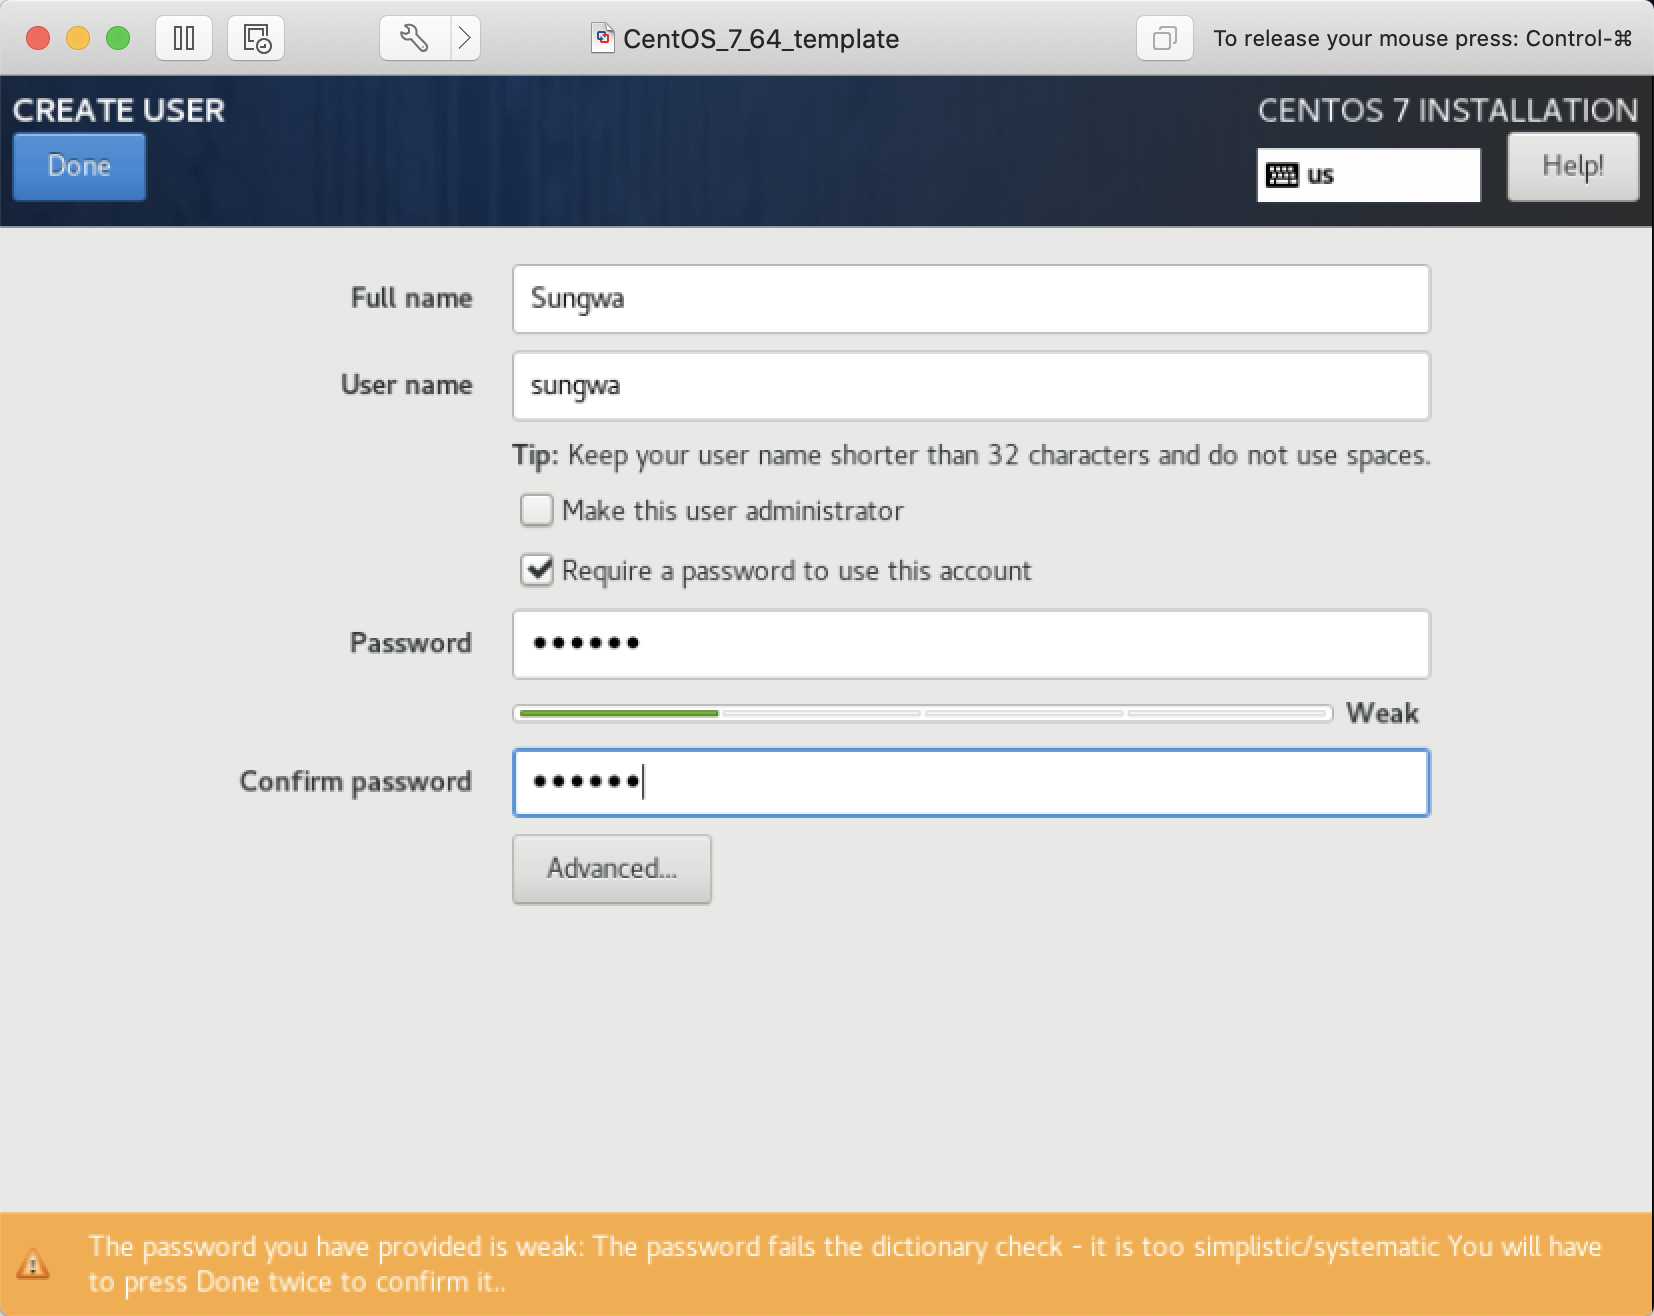 CentOS_7_64_template
To release your mouse press: Control-⌘
CREATE USER
CENTOS 7 INSTALLATION
Done
us
Help!
Full name
Sungwa
User name
sungwa
Tip: Keep your user name shorter than 32 characters and do not use spaces.
Make this user administrator
Require a password to use this account
Password
••••••
Weak
Confirm password
••••••
Advanced...
The password you have provided is weak: The password fails the dictionary check - it is too simplistic/systematic You will have
to press Done twice to confirm it..